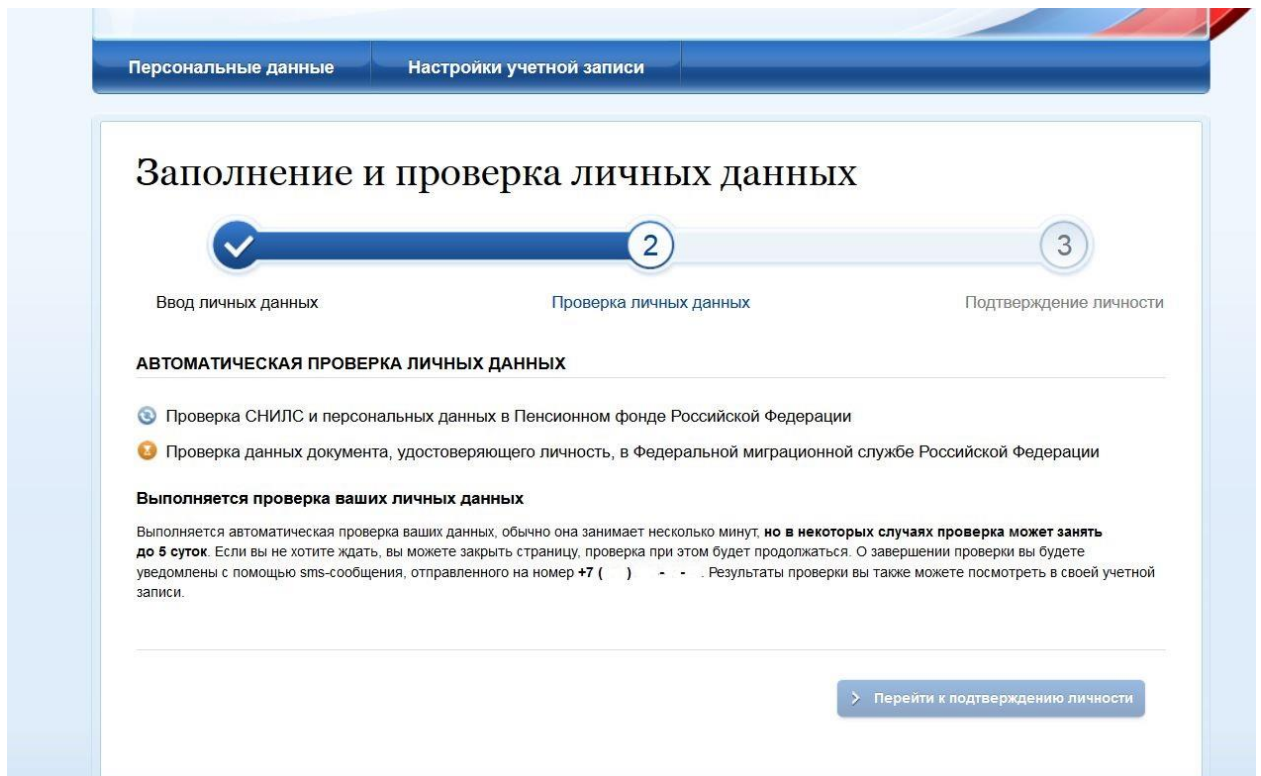 Персональные данные
Настройки учетной записи
Заполнение и проверка личных данных
2
3
Ввод личных данных
Проверка личных данных
Подтверждение личности
АВТОМАТИЧЕСКАЯ ПРОВЕРКА ЛИЧНЫХ ДАННЫХ
Проверка СНИЛС и персональных данных в Пенсионном фонде Российской Федерации
Проверка данных документа, удостоверяющего личность, в Федеральной миграционной службе Российской Федерации
Выполняется проверка ваших личных данных
Выполняется автоматическая проверка ваших данных, обычно она занимает несколько минут, но в некоторых случаях проверка может занять
до 5 суток. Если вы не хотите ждать, вы можете закрыть страницу, проверка при этом будет продолжаться. О завершении проверки вы будете
уведомлены с помощью sms-сообщения, отправленного на номер +7 ( ) - - . Результаты проверки вы также можете посмотреть в своей учетной
записи.
Перейти к подтверждению личности